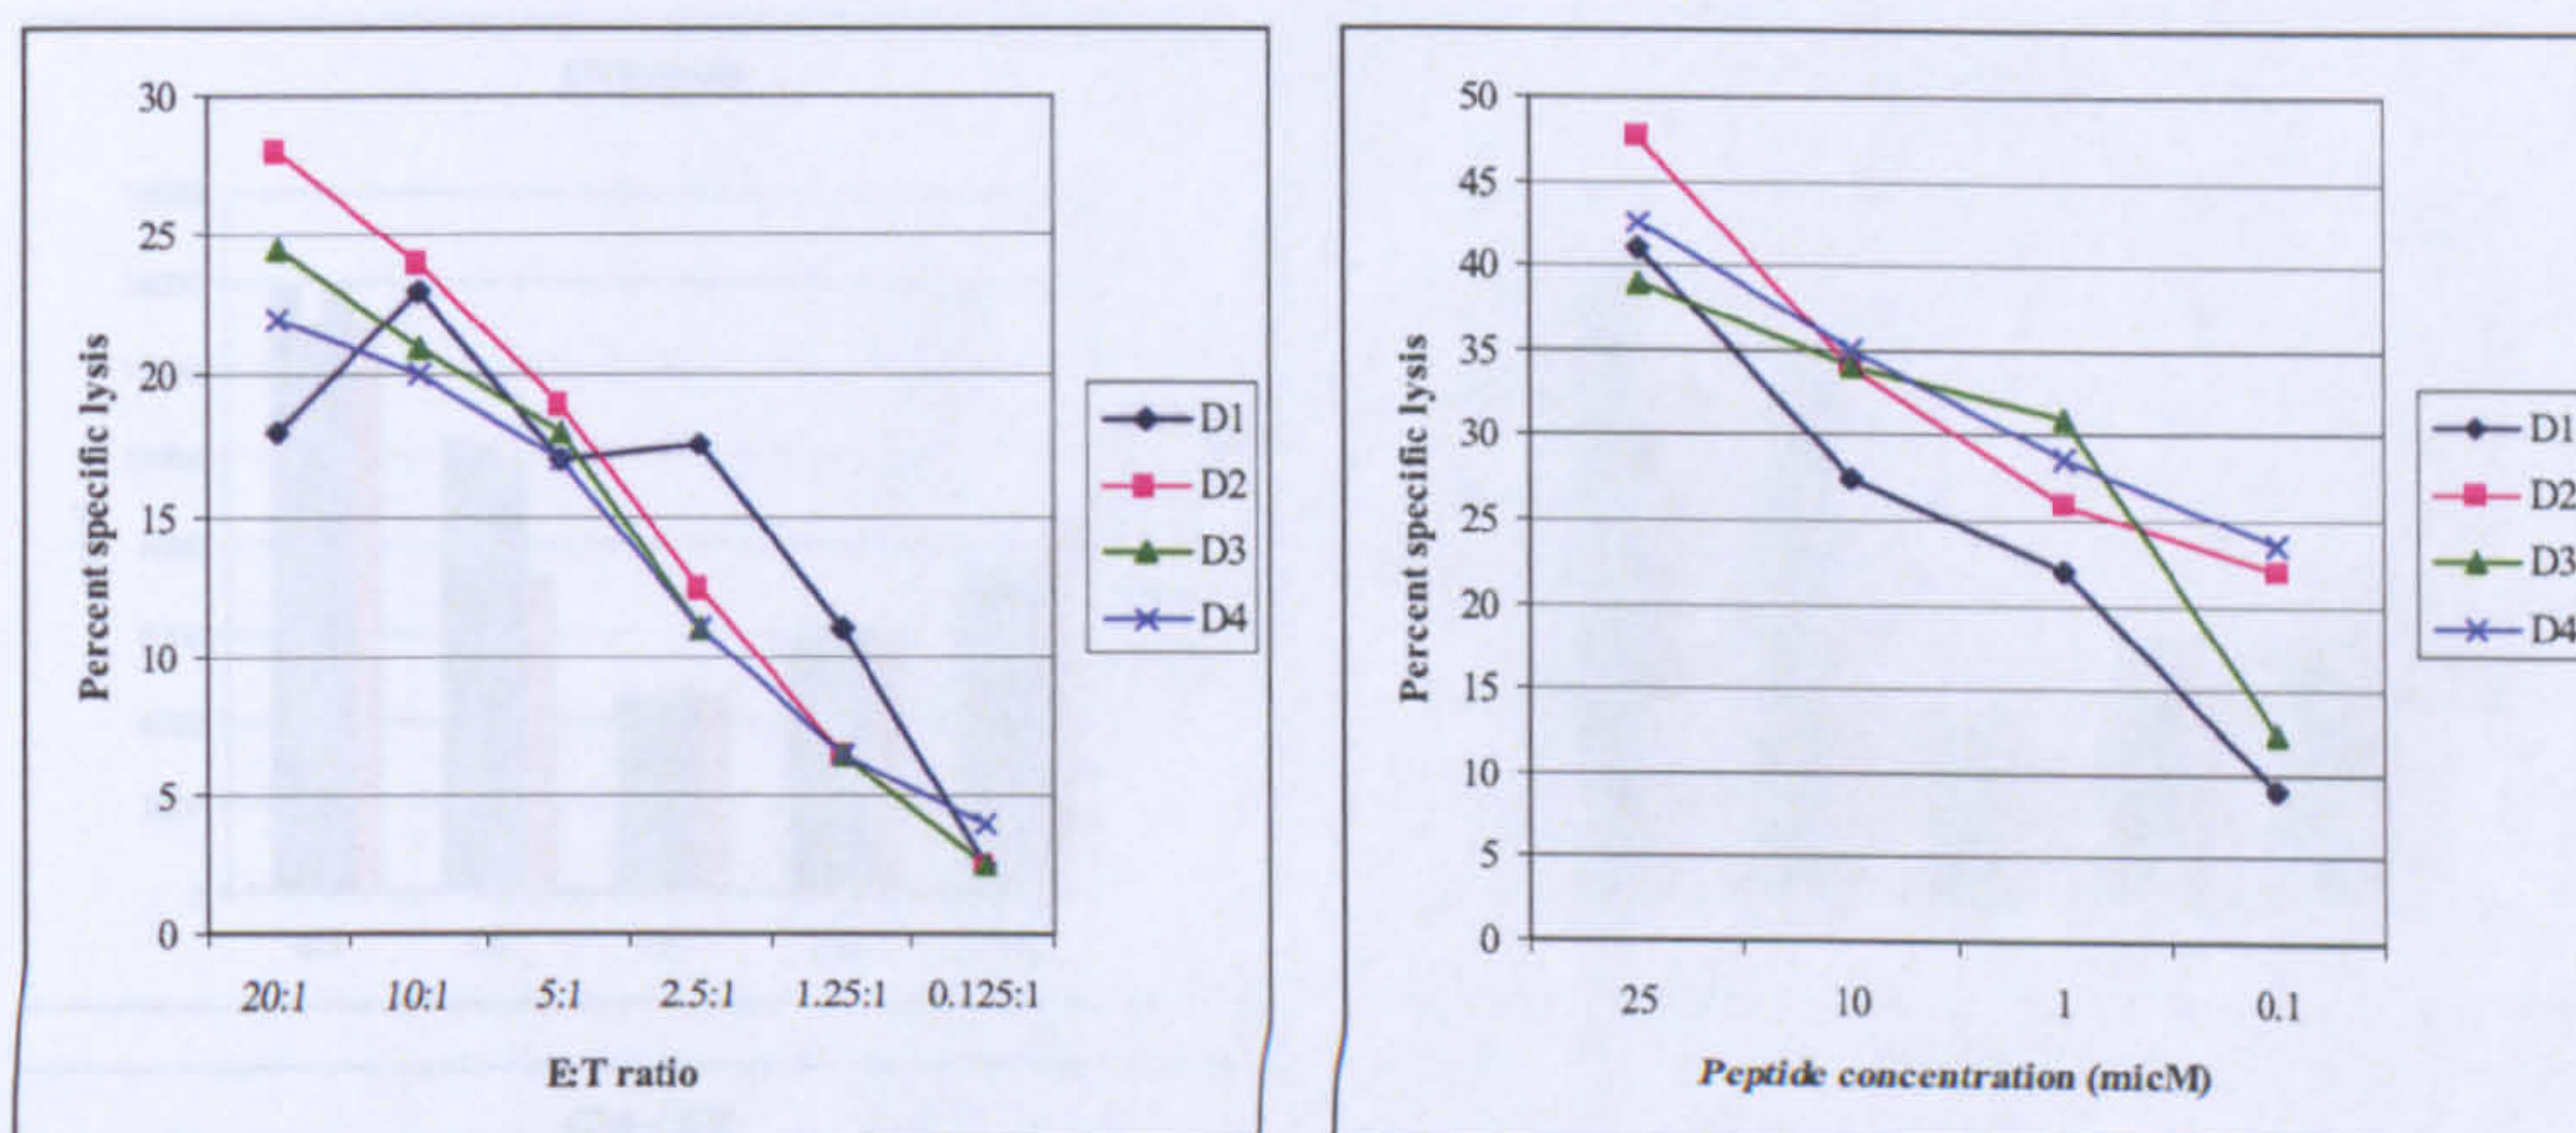 30
25
20
15
10
5
0
Percent specific lysis
20:1 10:1 5:1 2.5:1 1.25:1 0.125:1
E:T ratio
D1
D2
D3
D4
50
45
40
35
30
25
20
15
10
5
0
Percent specific lysis
25 10 1 0.1
Peptide concentration (micM)
D1
D2
D3
D4